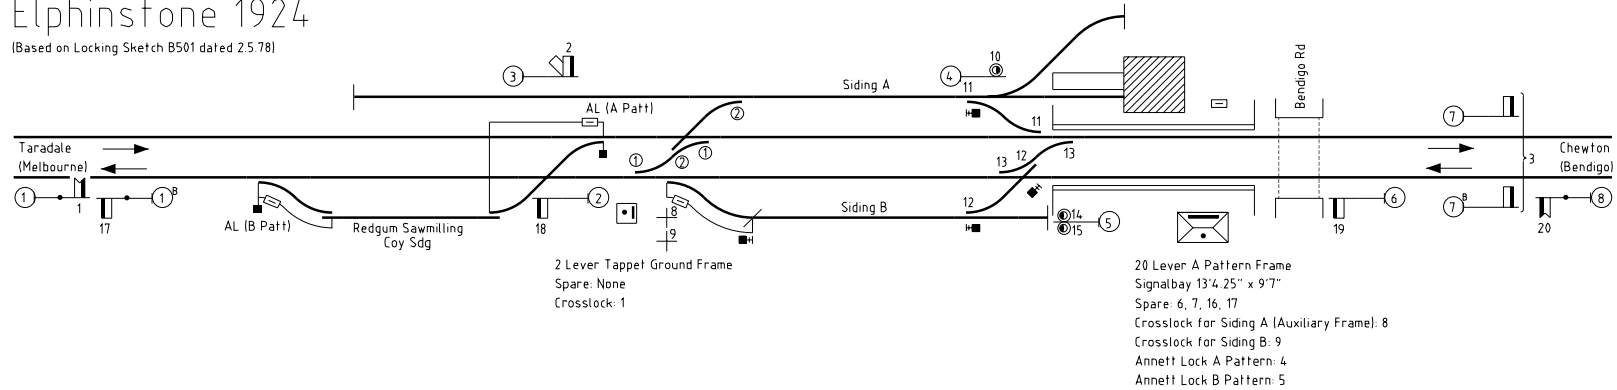 Elphinstone 1924
(Based on Locking Sketch B501 dated 2.5.78)
2
3
10
4
11
Siding A
Bendigo Rd
AL (A Patt)
2
11
7
Taradale
(Melbourne)
1
2
1
13
12
13
3
Chewton
(Bendigo)
1
1
1B
17
AL (B Patt)
Redgum Sawmilling
Coy Sdg
18
2
8
9
Siding B
12
14
15
5
19
6
7B
20
8
2 Lever Tappet Ground Frame
Spare: None
Crosslock: 1
20 Lever A Pattern Frame
Signalbay 13'4.25" x 9'7"
Spare: 6, 7, 16, 17
Crosslock for Siding A (Auxiliary Frame): 8
Crosslock for Siding B: 9
Annett Lock A Pattern: 4
Annett Lock B Pattern: 5